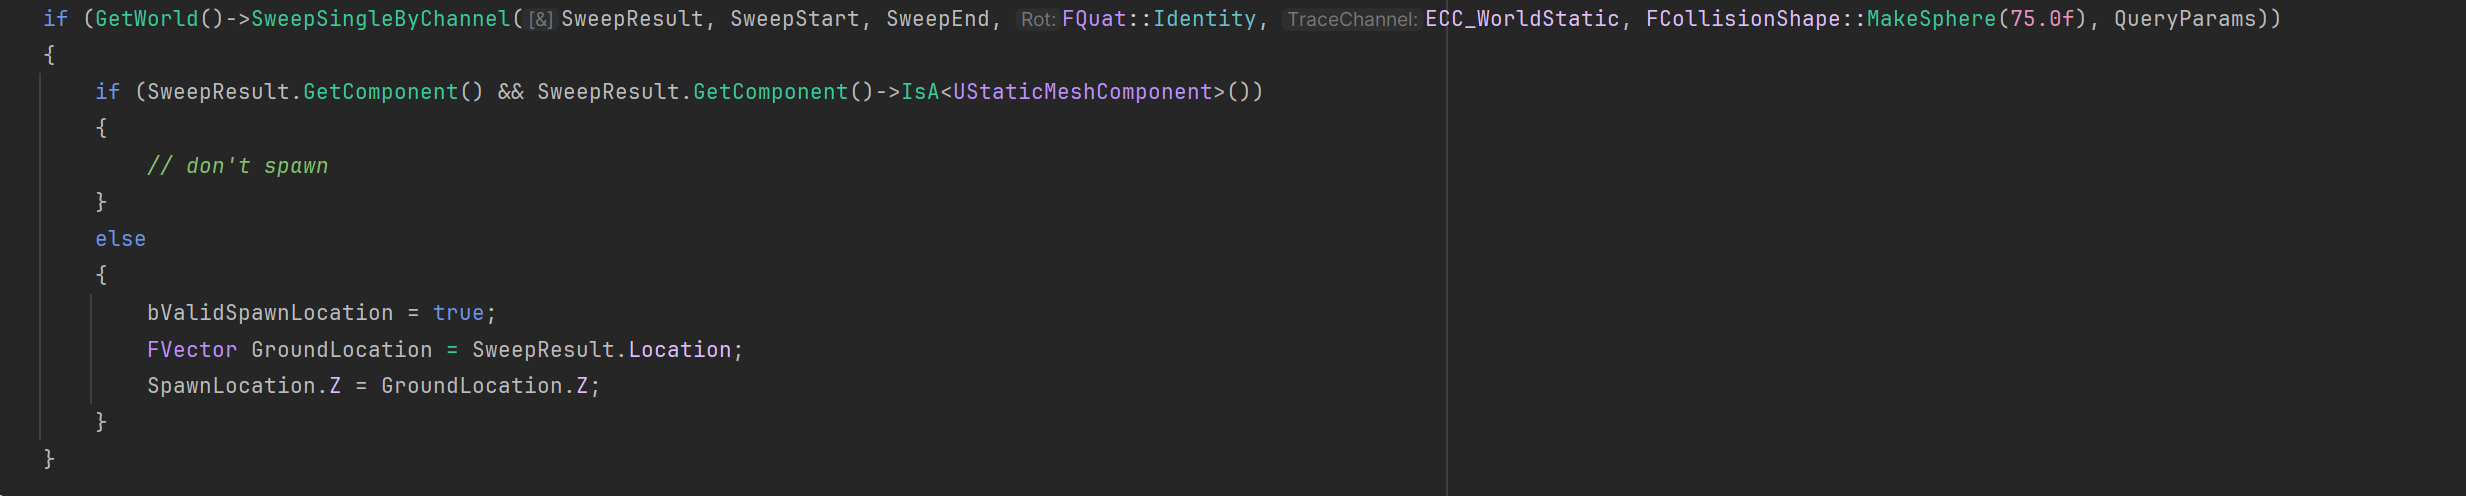 if (GetWorld()->SweepSingleByChannel([&]SweepResult, SweepStart, SweepEnd, Rot:FQuat::Identity, TraceChannel:ECC_WorldStatic, FCollisionShape::MakeSphere(75.0f), QueryParams))
{
    if (SweepResult.GetComponent() && SweepResult.GetComponent()->IsA<UStaticMeshComponent>())
    {
        // don't spawn
    }
    else
    {
        bValidSpawnLocation = true;
        FVector GroundLocation = SweepResult.Location;
        SpawnLocation.Z = GroundLocation.Z;
    }
}